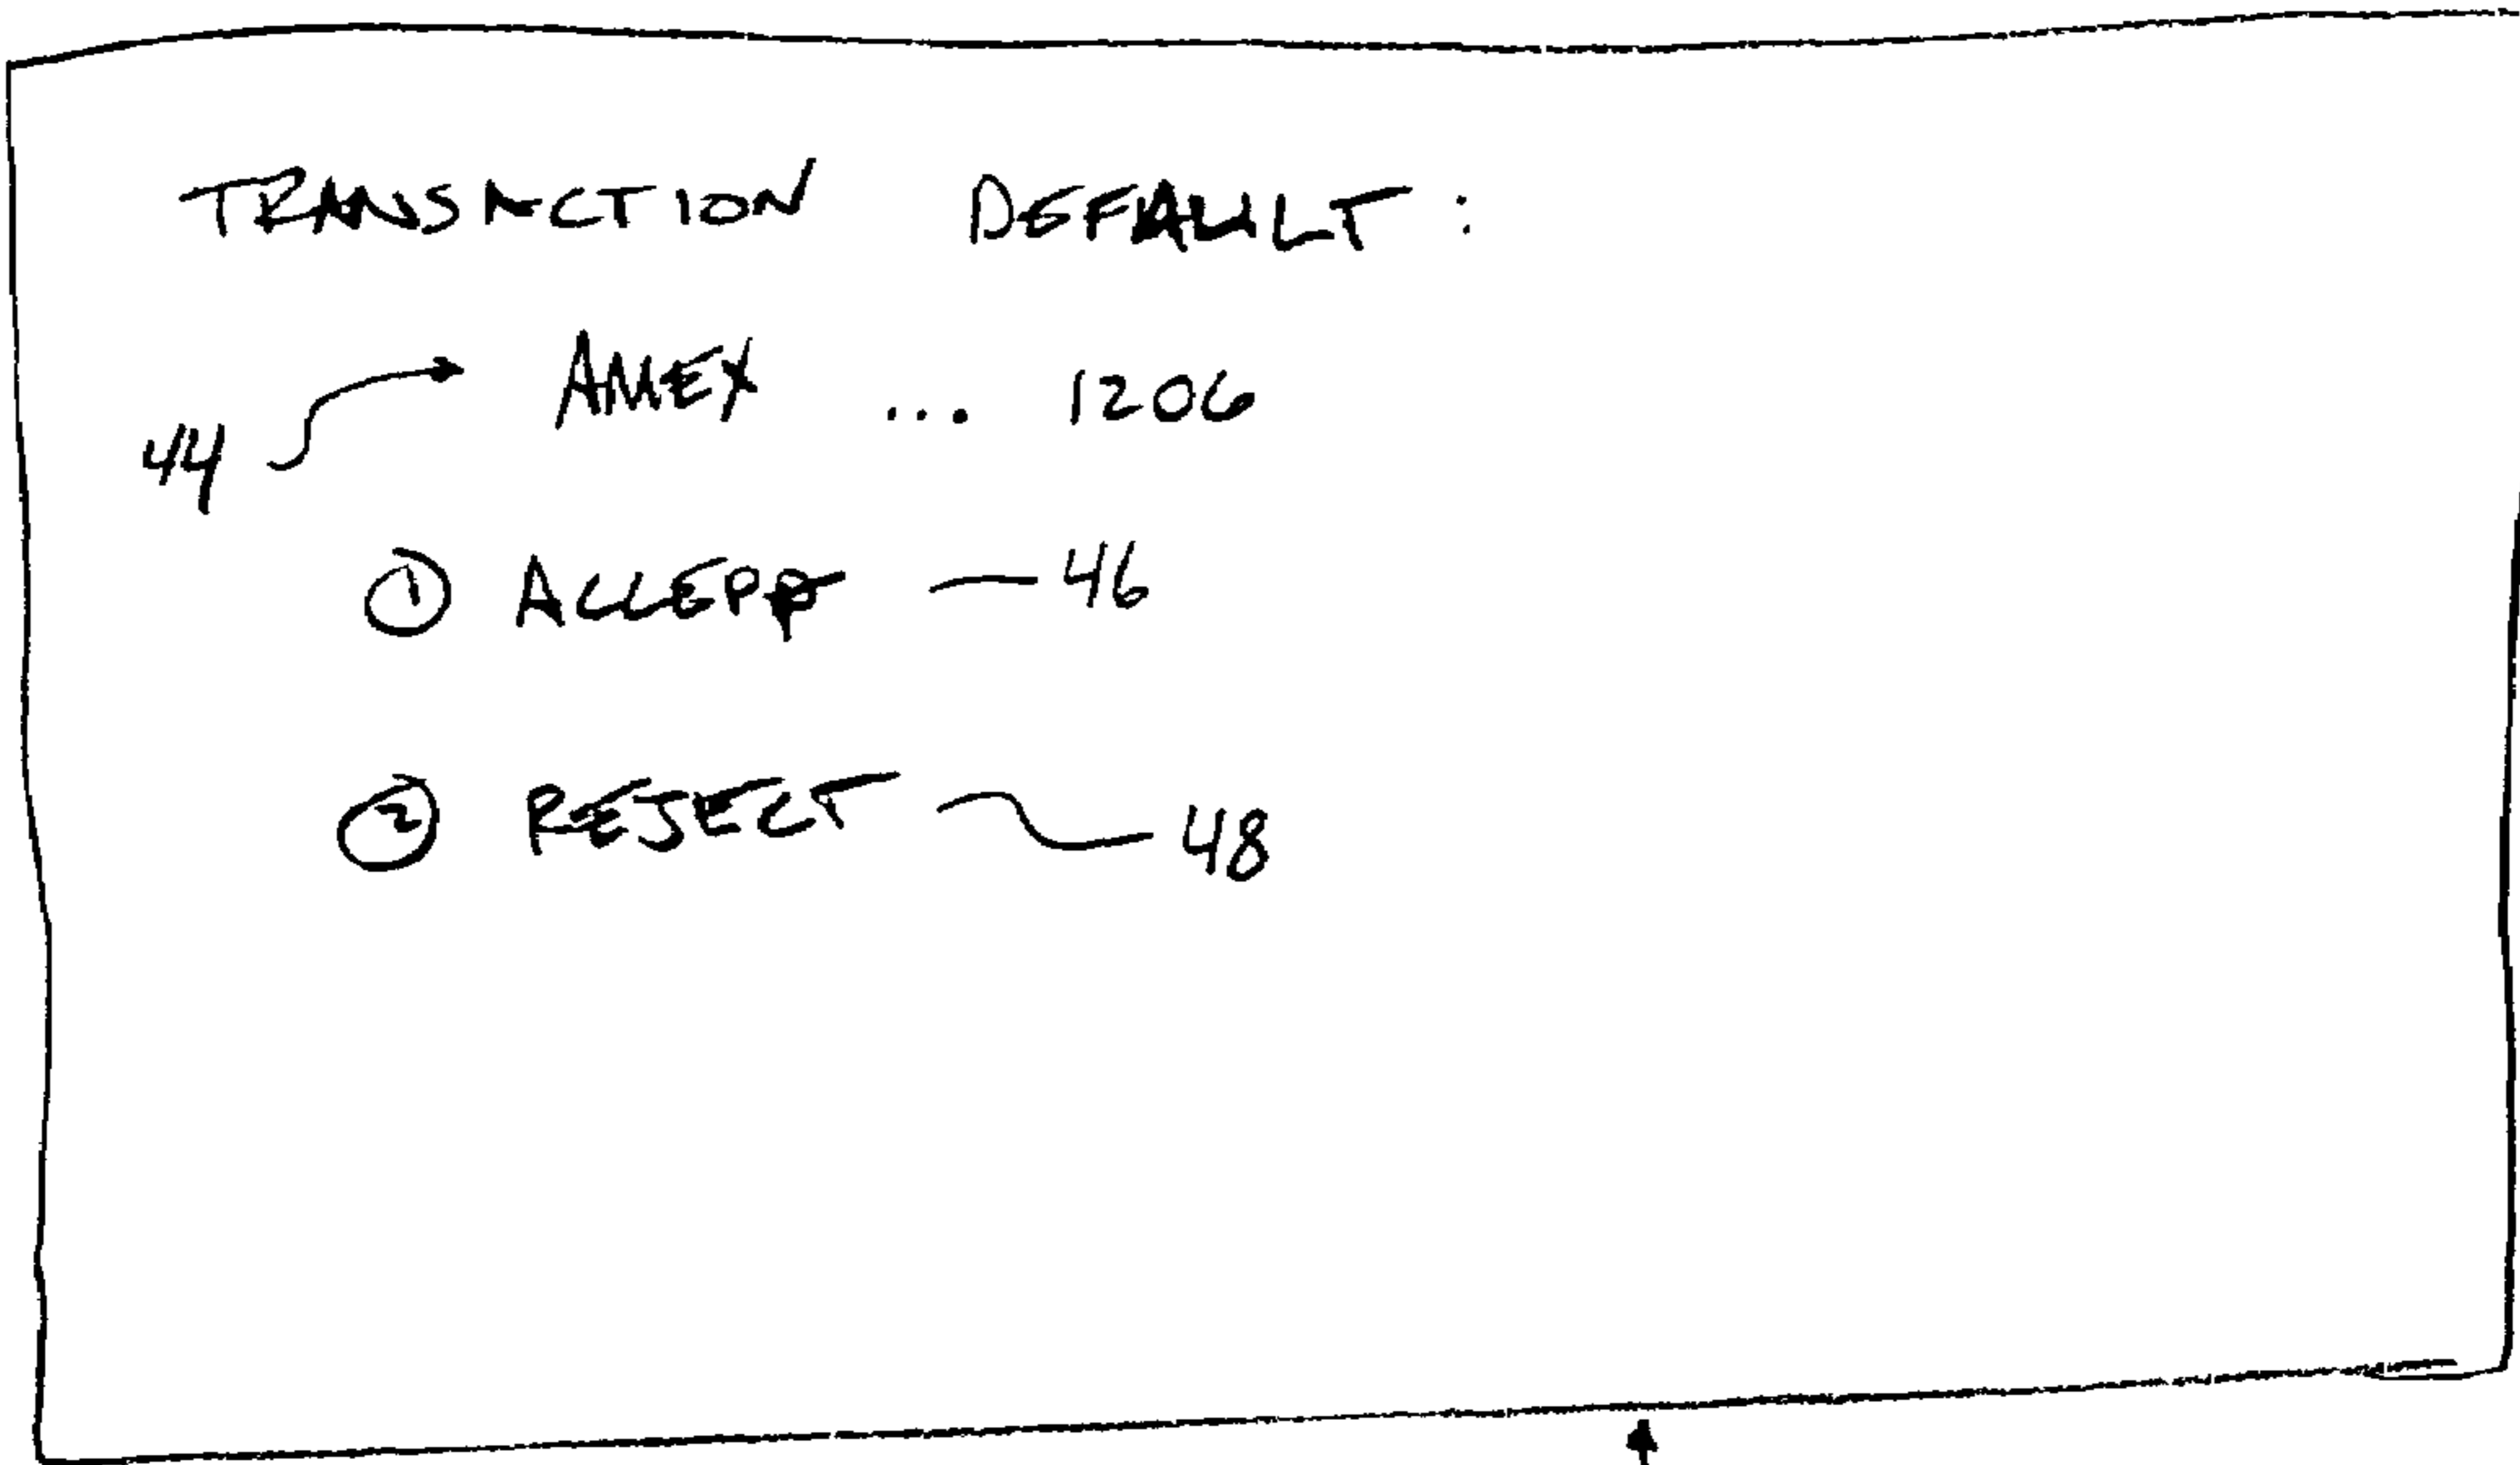 TRANSACTION DEFAULT :
AMEX ... 1206
44
① ACCEPT — 46
② REJECT 48